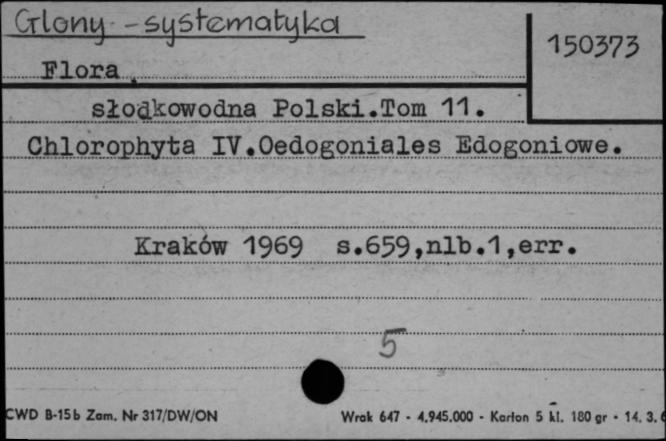 Glony - systematyka
150373
Flora
słodkowodna Polski.Tom 11.
Chlorophyta IV.Oedogoniales Edogoniowe.
Kraków 1969 s.659,nlb.1,err.
5
CWD B-15b Zam. Nr 317/DW/ON Wrak 647 - 4.945.000 - Karton 5 kl. 180 gr - 14. 3. 6